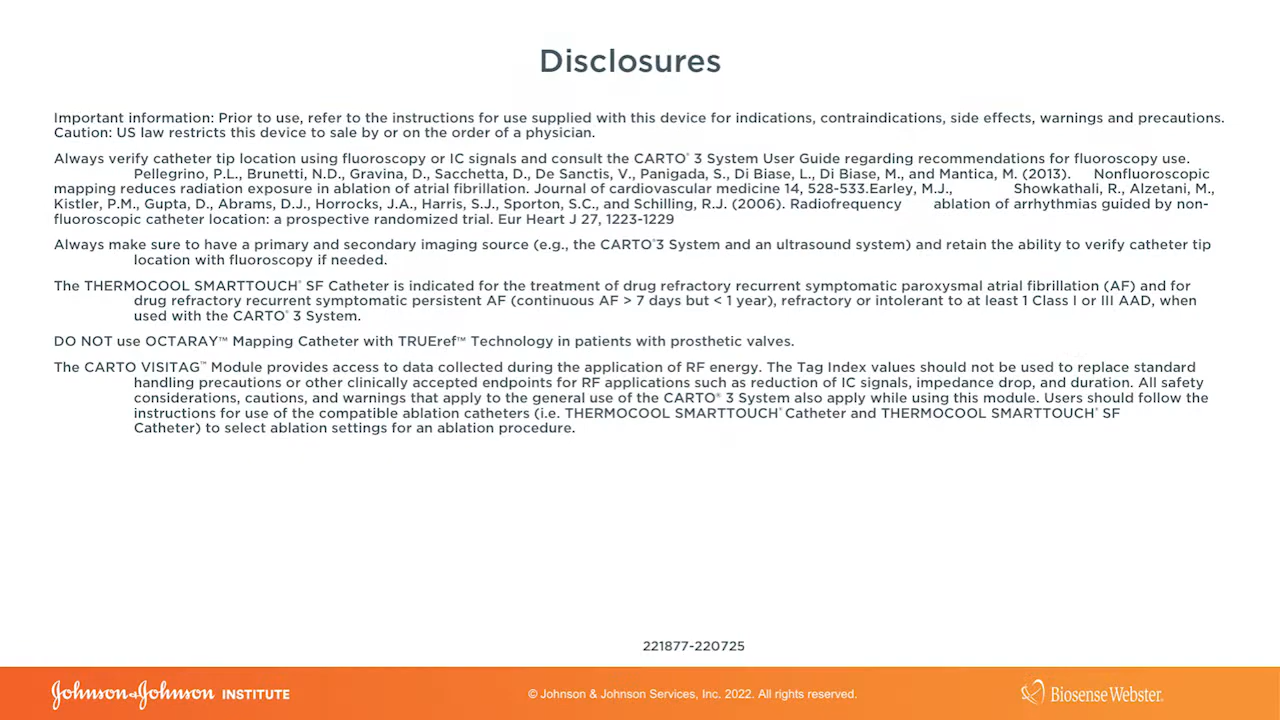 Disclosures
Important information: Prior to use, refer to the instructions for use supplied with this device for indications, contraindications, side effects, warnings and precautions.
Caution: US law restricts this device to sale by or on the order of a physician.
Always verify catheter tip location using fluoroscopy or IC signals and consult the CARTO® 3 System User Guide regarding recommendations for fluoroscopy use.
Pellegrino, P.L., Brunetti, N.D., Gravina, D., Sacchetta, D., De Sanctis, V., Panigada, S., Di Biase, L., Di Biase, M., and Mantica, M. (2013). Nonfluoroscopic
mapping reduces radiation exposure in ablation of atrial fibrillation. Journal of cardiovascular medicine 14, 528-533.Earley, M.J., Showkathali, R., Alzetani, M.,
Kistler, P.M., Gupta, D., Abrams, D.J., Horrocks, J.A., Harris, S.J., Sporton, S.C., and Schilling, R.J. (2006). Radiofrequency ablation of arrhythmias guided by non-
fluoroscopic catheter location: a prospective randomized trial. Eur Heart J 27, 1223-1229
Always make sure to have a primary and secondary imaging source (e.g., the CARTO®3 System and an ultrasound system) and retain the ability to verify catheter tip
location with fluoroscopy if needed.
The THERMOCOOL SMARTTOUCH® SF Catheter is indicated for the treatment of drug refractory recurrent symptomatic paroxysmal atrial fibrillation (AF) and for
drug refractory recurrent symptomatic persistent AF (continuous AF > 7 days but < 1 year), refractory or intolerant to at least 1 Class I or III AAD, when
used with the CARTO® 3 System.
DO NOT use OCTARAY™ Mapping Catheter with TRUEref™ Technology in patients with prosthetic valves.
The CARTO VISITAG™ Module provides access to data collected during the application of RF energy. The Tag Index values should not be used to replace standard
handling precautions or other clinically accepted endpoints for RF applications such as reduction of IC signals, impedance drop, and duration. All safety
considerations, cautions, and warnings that apply to the general use of the CARTO® 3 System also apply while using this module. Users should follow the
instructions for use of the compatible ablation catheters (i.e. THERMOCOOL SMARTTOUCH® Catheter and THERMOCOOL SMARTTOUCH® SF
Catheter) to select ablation settings for an ablation procedure.
221877-220725
Johnson & Johnson INSTITUTE
© Johnson & Johnson Services, Inc. 2022. All rights reserved.
Biosense Webster.